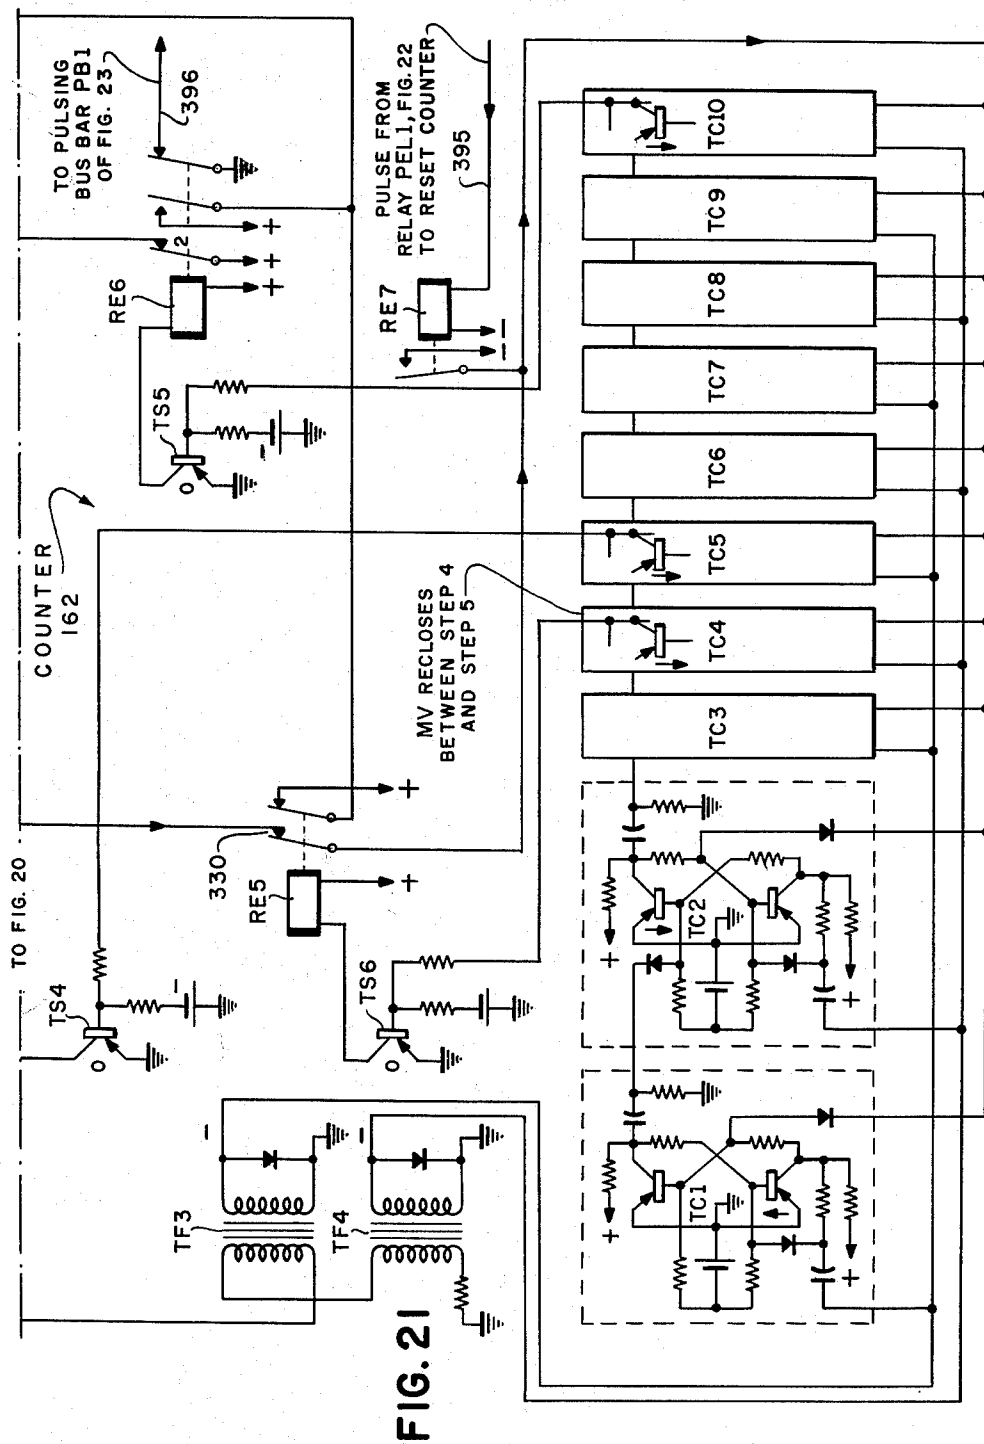 TO FIG. 20
COUNTER
162
TO PULSING
BUS BAR PB1
OF FIG. 23
396
RE6
2
TS5
O
PULSE FROM
RELAY PEL1, FIG. 22
TO RESET COUNTER
395
RE7
330
RE5
TS4
O
TS6
O
MV RECLOSES
BETWEEN STEP 4
AND STEP 5
TF3
TF4
TC1
TC2
TC3
TC4
TC5
TC6
TC7
TC8
TC9
TC10
FIG. 21